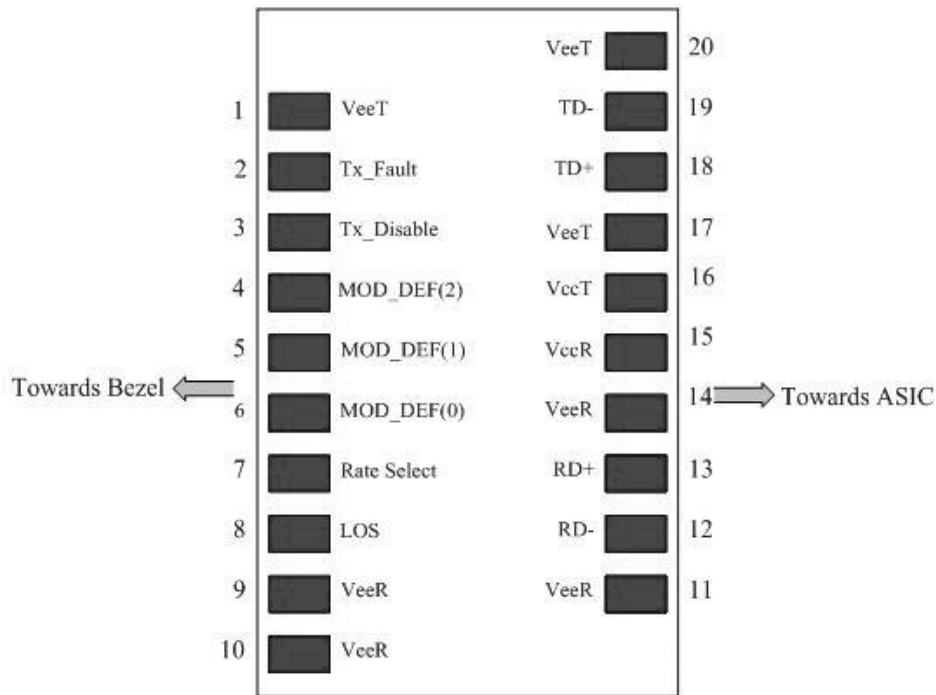 VeeT 20
1 VeeT TD- 19
2 Tx_Fault TD+ 18
3 Tx_Disable VeeT 17
4 MOD_DEF(2) VccT 16
5 MOD_DEF(1) VccR 15
Towards Bezel
6 MOD_DEF(0) VeeR 14
Towards ASIC
7 Rate Select RD+ 13
8 LOS RD- 12
9 VeeR VeeR 11
10 VeeR